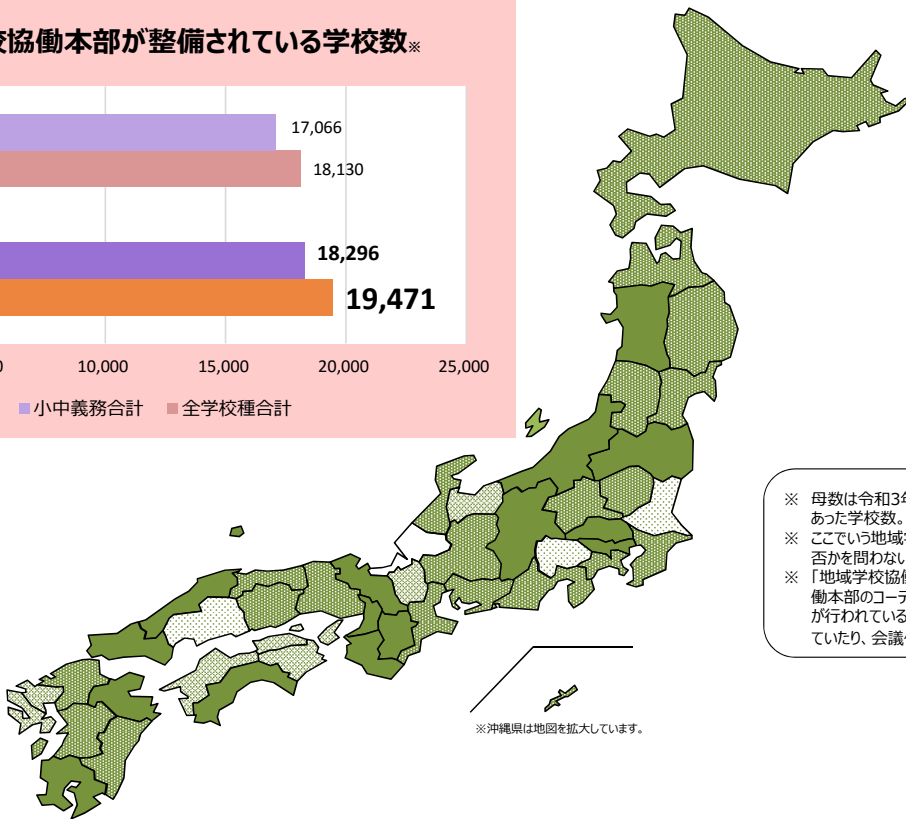 校協働本部が整備されている学校数※
17,066
18,130
18,296
19,471
0 10,000 15,000 20,000 25,000
■小中義務合計 ■全学校種合計
※ 母数は令和3年
あった学校数。
※ ここでいう地域学
否かを問わない
※ 「地域学校協働
働本部のコーデ
が行われている
ていたり、会議
※沖縄県は地図を拡大しています。